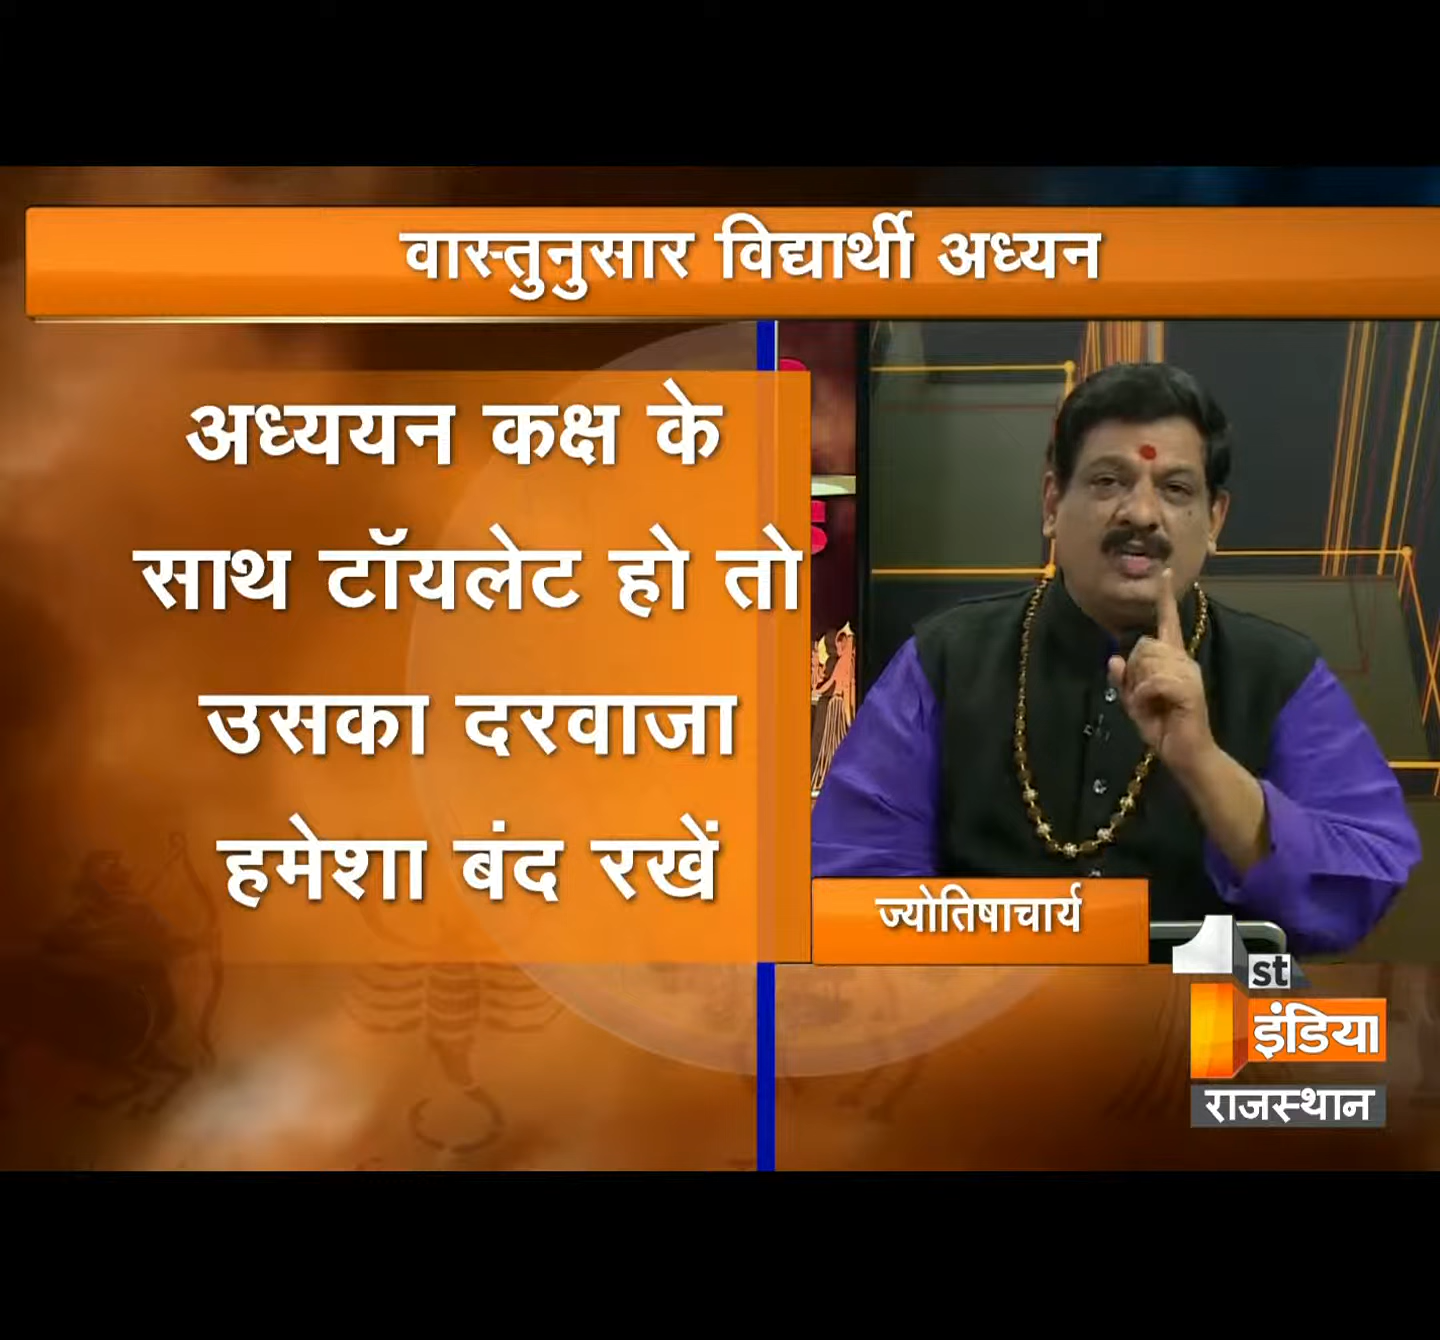 वास्तुनुसार विद्यार्थी अध्यन
अध्ययन कक्ष के
साथ टॉयलेट हो तो
उसका दरवाजा
हमेशा बंद रखें
ज्योतिषाचार्य
1st
इंडिया
राजस्थान